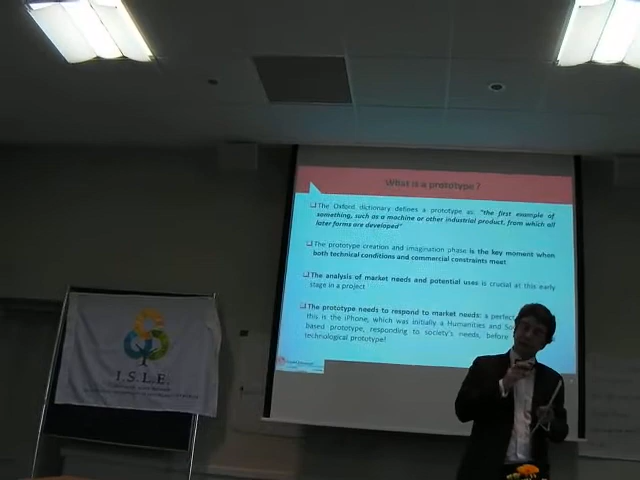 What is a prototype ?
❑The Oxford dictionary defines a prototype as: "the first example of
something, such as a machine or other industrial product, from which all
later forms are developed"
❑The prototype creation and imagination phase is the key moment when
both technical conditions and commercial constraints meet
❑The analysis of market needs and potential uses is crucial at this early
stage in a project
❑The prototype needs to respond to market needs: a perfect
this is the iPhone, which was initially a Humanities and So
based prototype, responding to society's needs, before
technological prototype!
I.S.L.E.